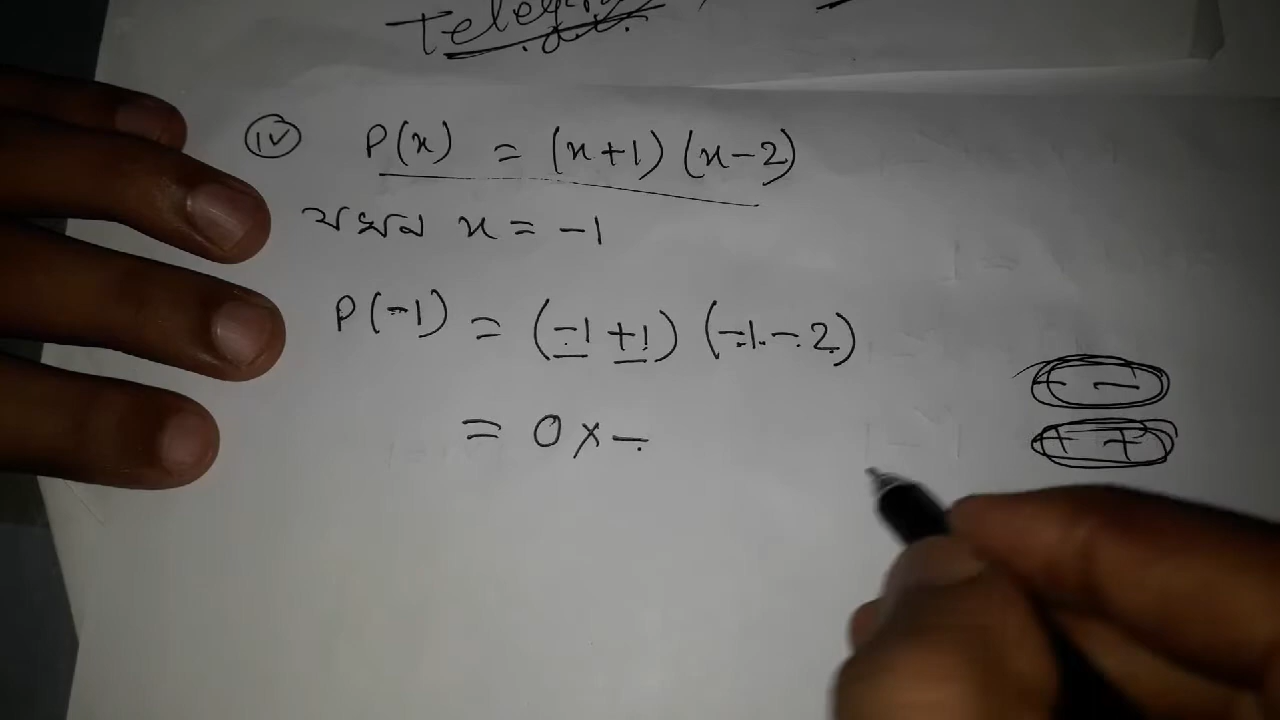 (iv) P(x) = (x+1) (x-2)
যখন x = -1
P(-1) = (-1 +1) (-1-2)
= 0 x -
- -
+ +